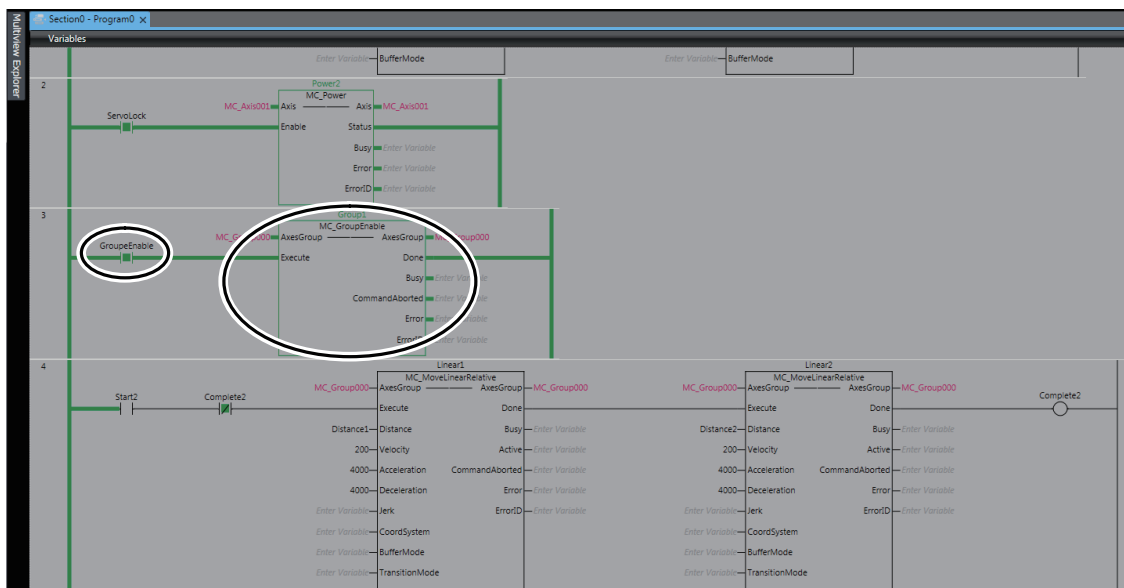 Multiview Explorer
Section0 - Program0 x
Variables
Enter Variable BufferMode Enter Variable BufferMode
2 Power2
MC_Power
MC_Axis001 Axis Axis MC_Axis001
ServoLock
Enable Status
Busy Enter Variable
Error Enter Variable
ErrorID Enter Variable
3 Group1
MC_GroupEnable
AxesGroup AxesGroup
GroupeEnable
Execute Done
Busy Enter
CommandAborted
Error
4 Linear1 Linear2
MC_MoveLinearRelative MC_MoveLinearRelative
MC_Group000 AxesGroup AxesGroup MC_Group000 MC_Group000 AxesGroup AxesGroup MC_Group000
Start2 Complete2 Complete2
Execute Done Execute Done
Distance1 Distance Busy Enter Variable Distance2 Distance Busy Enter Variable
200 Velocity Active Enter Variable 200 Velocity Active Enter Variable
4000 Acceleration CommandAborted Enter Variable 4000 Acceleration CommandAborted Enter Variable
4000 Deceleration Error Enter Variable 4000 Deceleration Error Enter Variable
Enter Variable Jerk ErrorID Enter Variable Enter Variable Jerk ErrorID Enter Variable
Enter Variable CoordSystem Enter Variable CoordSystem
Enter Variable BufferMode Enter Variable BufferMode
Enter Variable TransitionMode Enter Variable TransitionMode